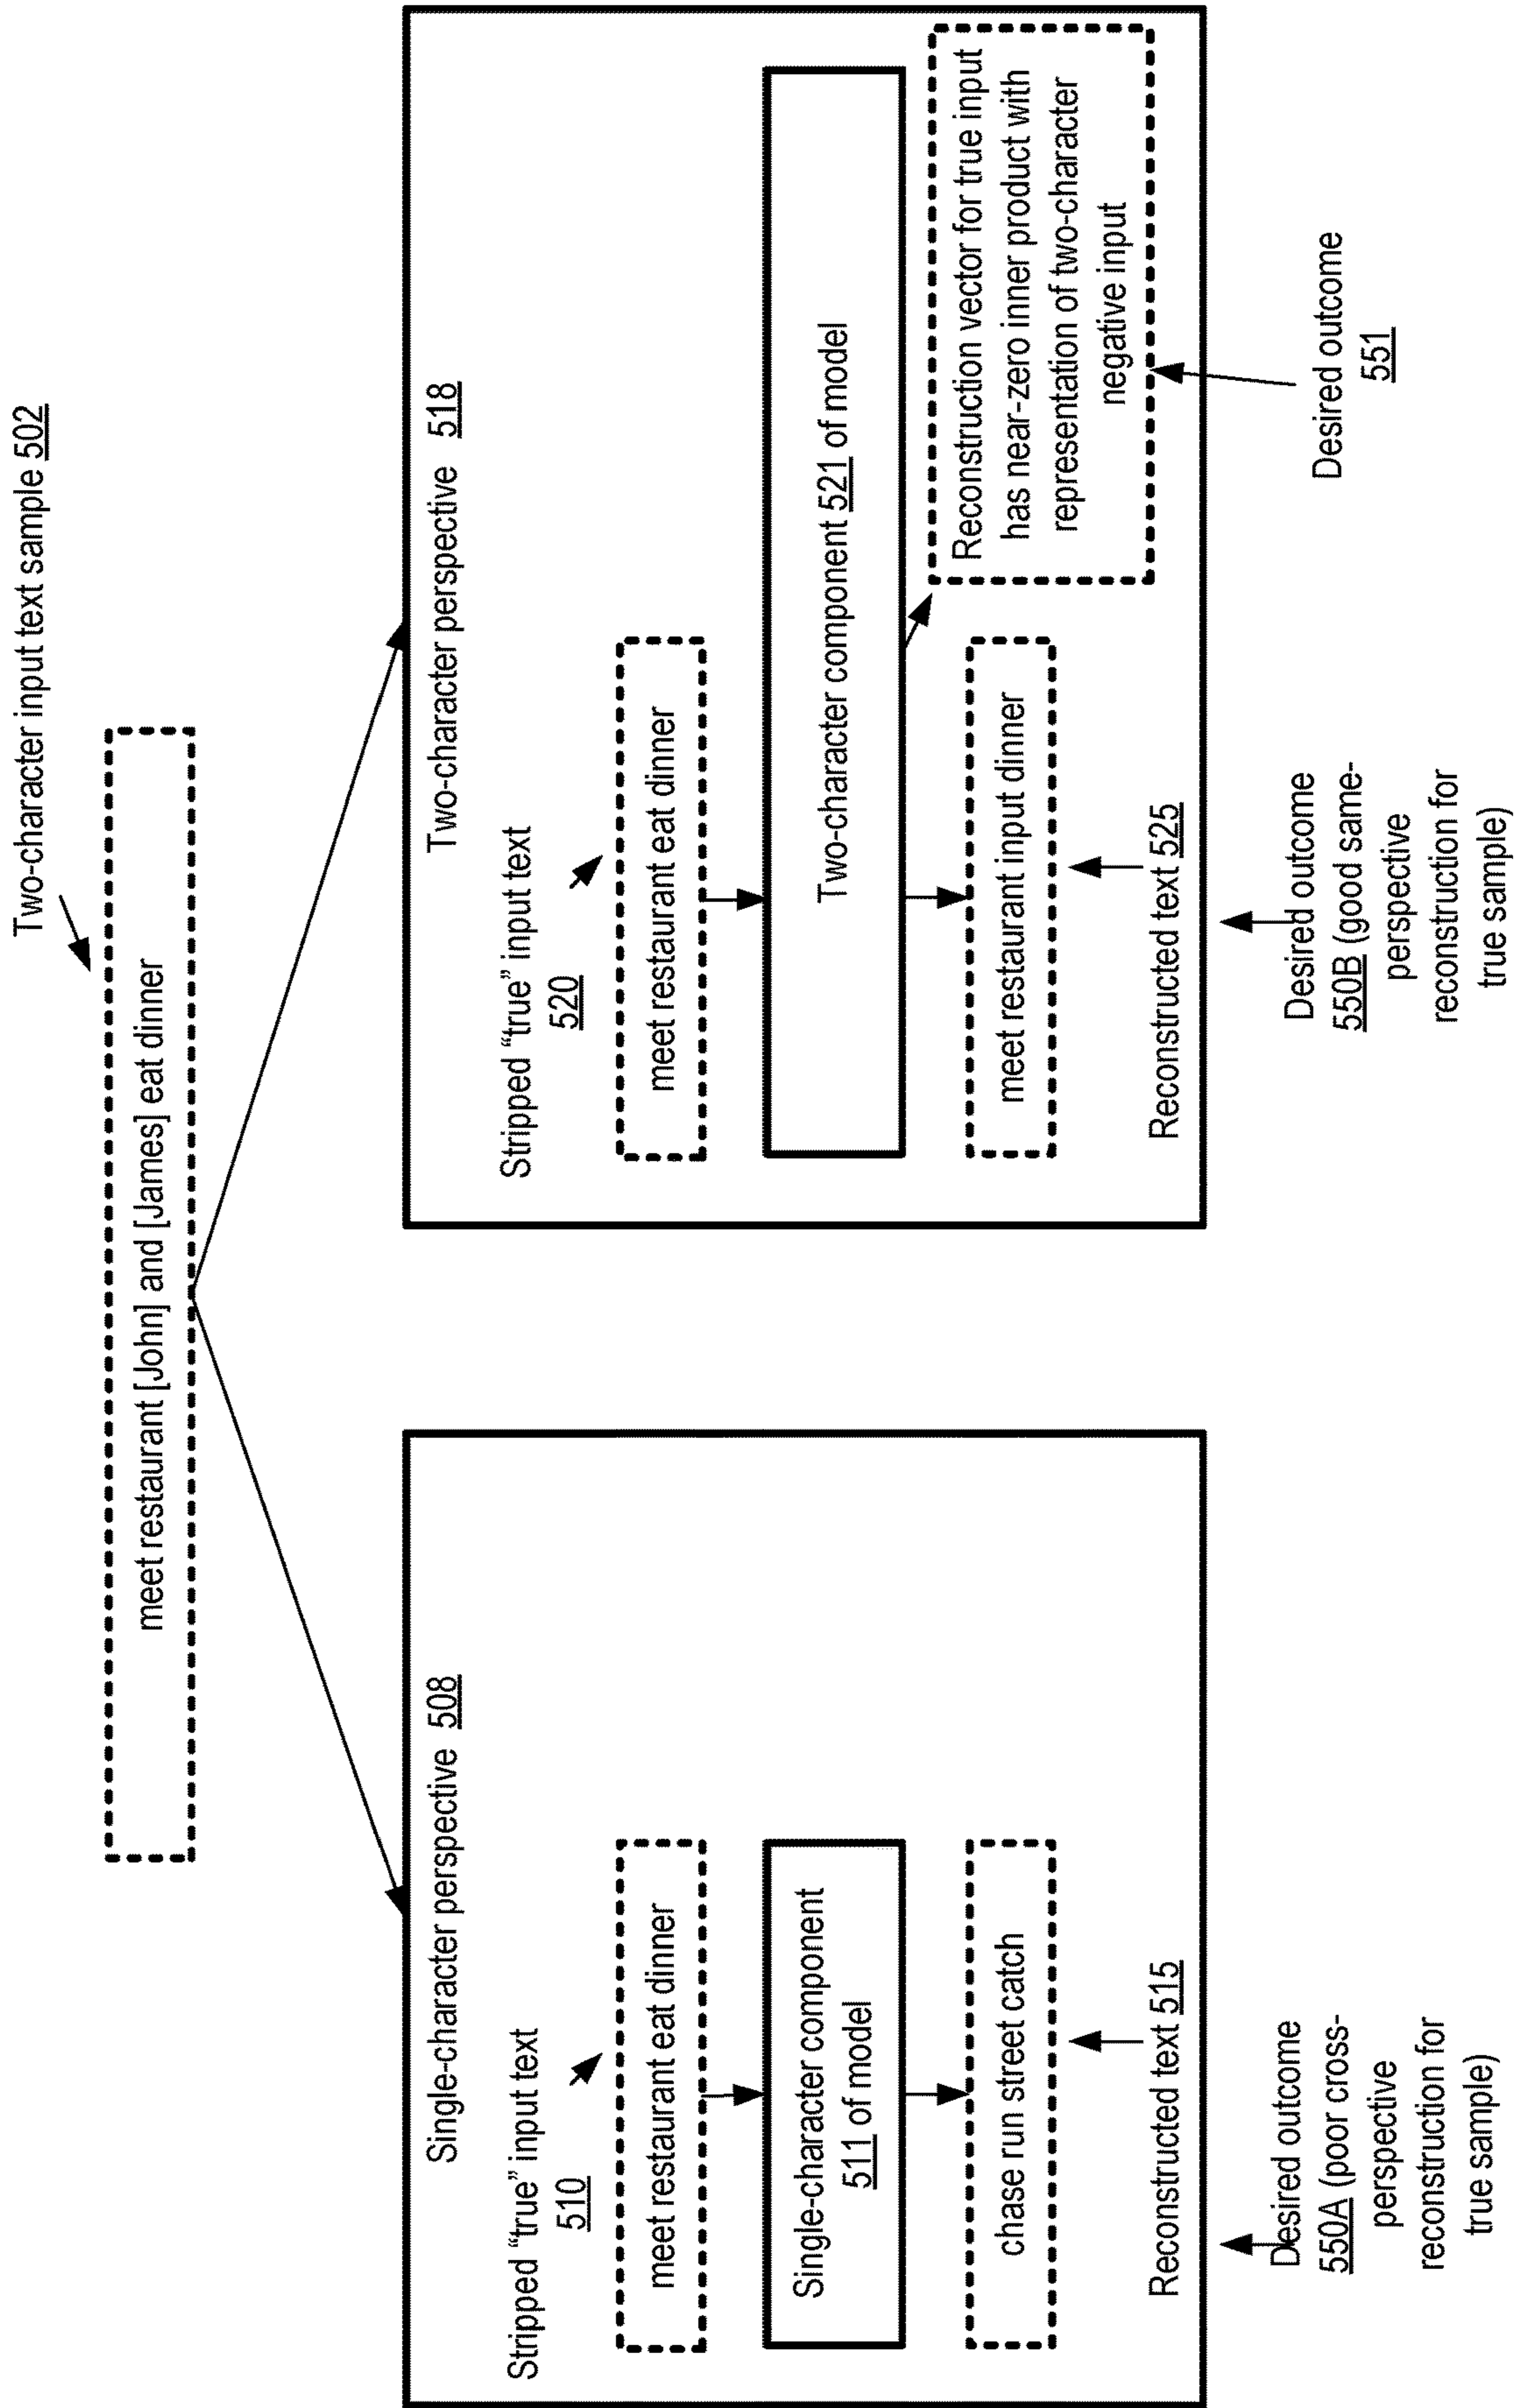 Two-character input text sample 502
meet restaurant [John] and [James] eat dinner
Single-character perspective 508
Stripped “true” input text
510
meet restaurant eat dinner
Single-character component
511 of model
chase run street catch
Reconstructed text 515
Desired outcome
550A (poor cross-
perspective
reconstruction for
true sample)
Two-character perspective 518
Stripped “true” input text
520
meet restaurant eat dinner
Two-character component 521 of model
meet restaurant input dinner
Reconstructed text 525
Desired outcome
550B (good same-
perspective
reconstruction for
true sample)
Reconstruction vector for true input
has near-zero inner product with
representation of two-character
negative input
Desired outcome
551